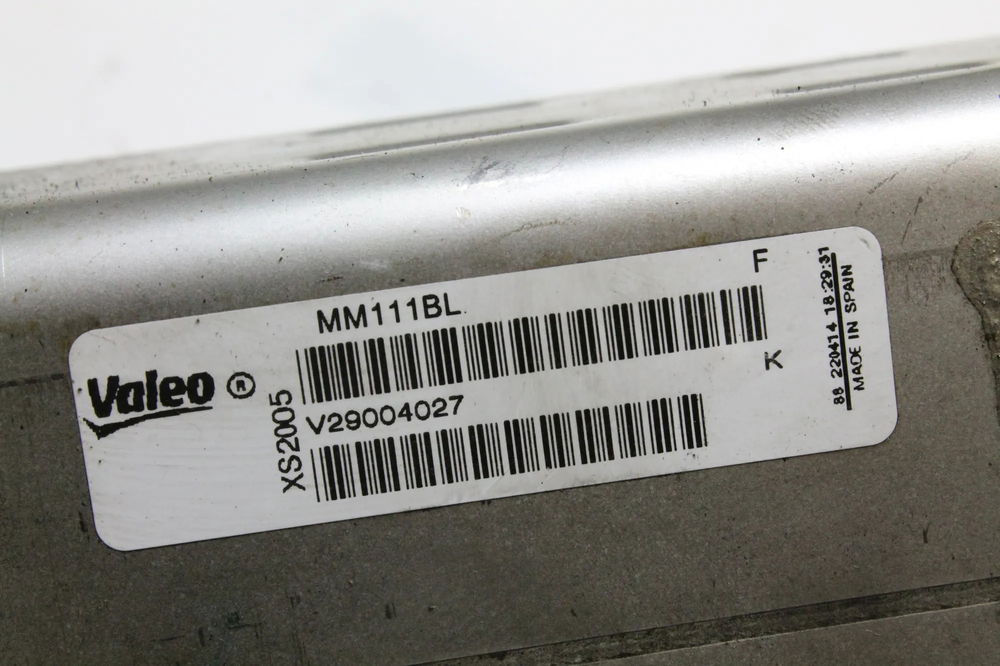 Valeo ®
XS2005
MM111BL
F
V29004027
K
88 220414 18:29:31
MADE IN SPAIN